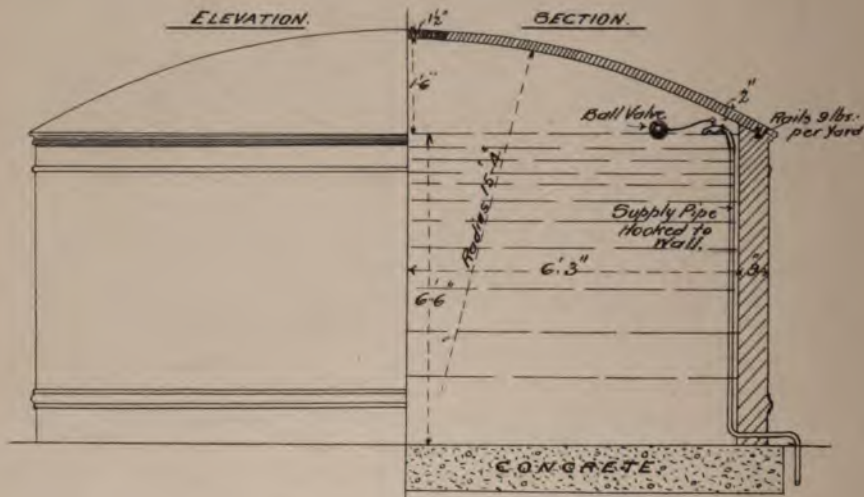 ELEVATION.
SECTION.
1½"
1'6"
2"
Ball Valve
Rails 9 lbs.
per Yard
Radius 15'.4"
Supply Pipe
Hooked to
Wall.
6'.3"
6'-6"
CONCRETE